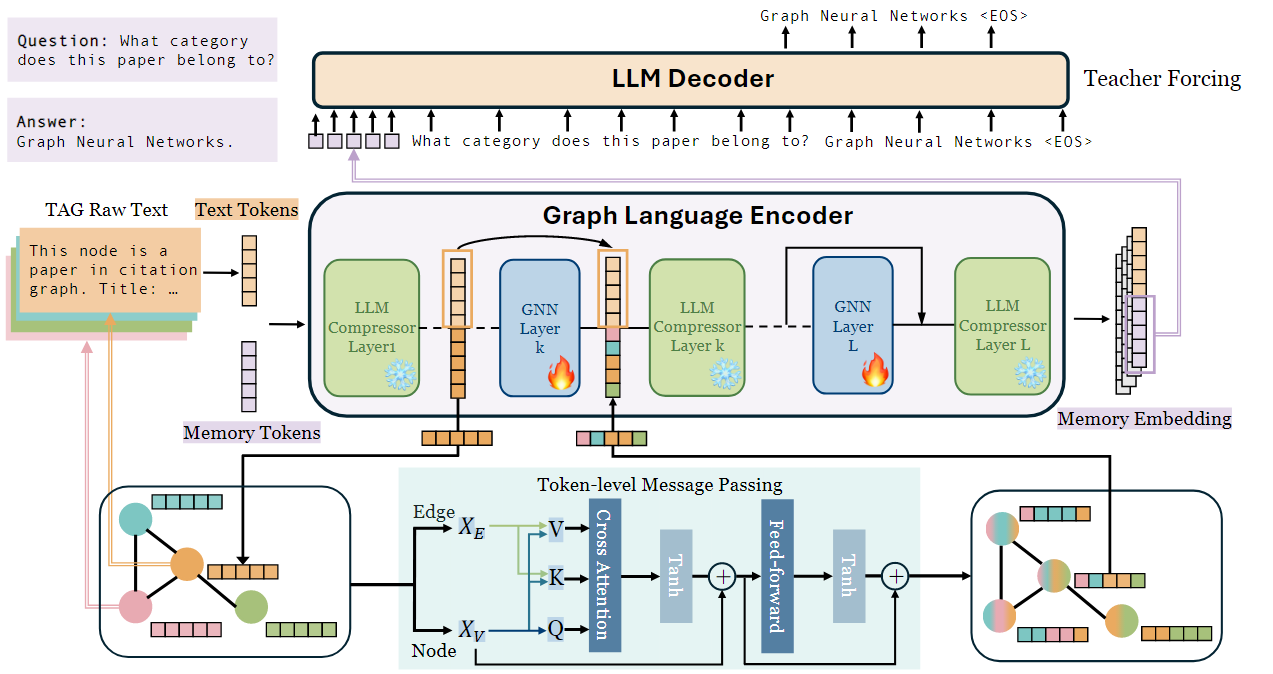 Graph Neural Networks <EOS>
Question: What category
does this paper belong to?
LLM Decoder
Teacher Forcing
Answer:
Graph Neural Networks.
What category does this paper belong to? Graph Neural Networks <EOS>
TAG Raw Text
Text Tokens
Graph Language Encoder
This node is a
paper in citation
graph. Title: …
LLM
Compressor
Layer1
GNN
Layer
k
LLM
Compressor
Layer k
GNN
Layer
L
LLM
Compressor
Layer L
Memory Tokens
Memory Embedding
Token-level Message Passing
Edge
X_E
V
K
Q
X_V
Node
Cross Attention
Tanh
+
Feed-forward
Tanh
+